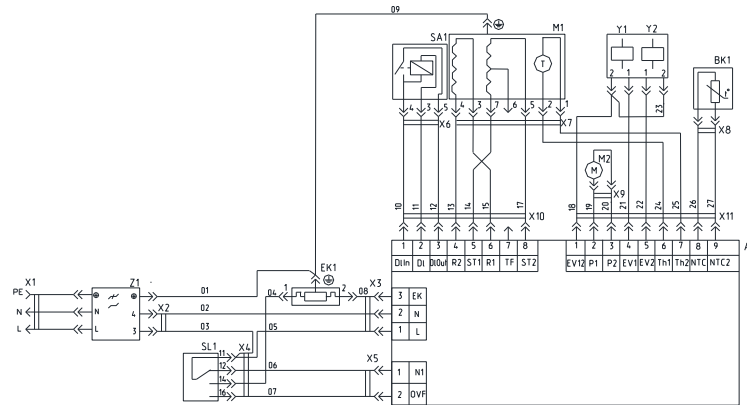 09
SA1
M1
Y1 Y2
BK1
T
t°
2 1 1 2
4 3 5
4 3 7 6 5 2 1
23
X6
X7
X8
M2
M
X9
10 11 12 13 14 15 17
18 19 20 21 22 24 25 26 27
X10
X11
1 2 3 4 5 6 7 8
1 2 3 4 5 6 7 8 9
A
DLIn DL DLOut R2 ST1 R1 TF ST2
EV12 P1 P2 EV1 EV2 Th1 Th2 NTC NTC2
X1
Z1
EK1
X3
PE
01
04 1 2 08
3 EK
N N 4 X2 02
2 N
L L 3 03 05
1 L
SL1 11 X4
X5
12 06
1 N1
14
16 07
2 OVF